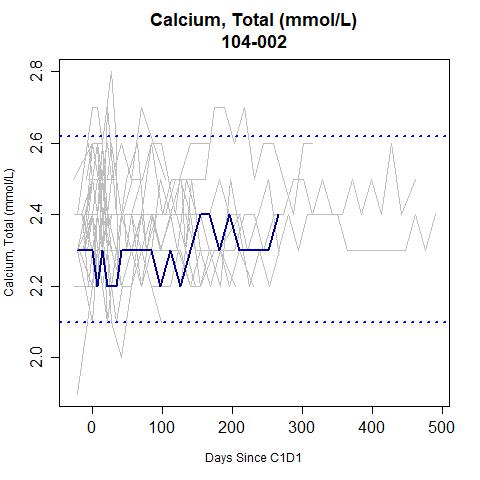 Calcium, Total (mmol/L)
104-002
Calcium, Total (mmol/L)
2.8
2.6
2.4
2.2
2.0
0 100 200 300 400 500
Days Since C1D1